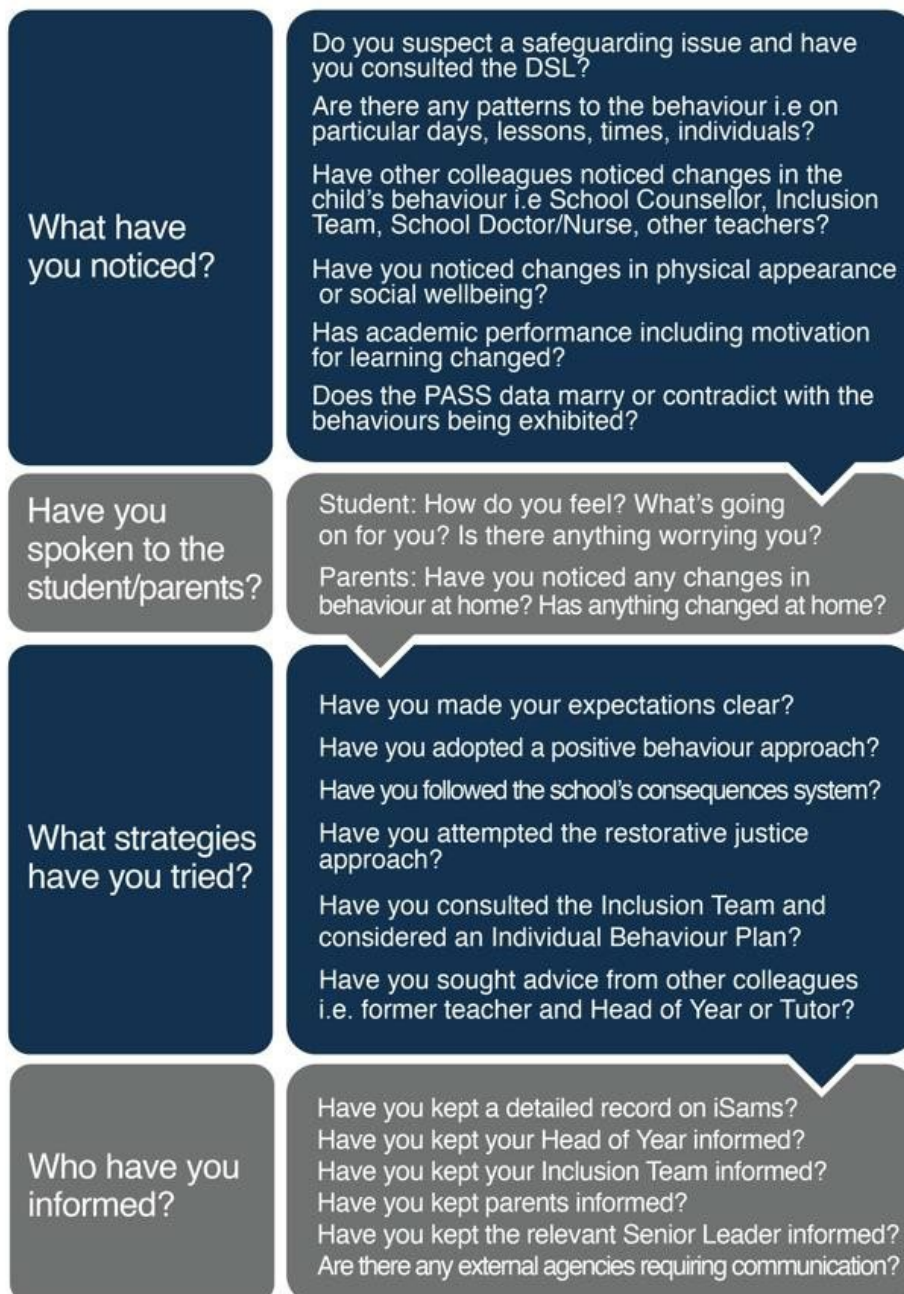 What have
you noticed?
Do you suspect a safeguarding issue and have
you consulted the DSL?
Are there any patterns to the behaviour i.e on
particular days, lessons, times, individuals?
Have other colleagues noticed changes in the
child's behaviour i.e School Counsellor, Inclusion
Team, School Doctor/Nurse, other teachers?
Have you noticed changes in physical appearance
or social wellbeing?
Has academic performance including motivation
for learning changed?
Does the PASS data marry or contradict with the
behaviours being exhibited?
Have you
spoken to the
student/parents?
Student: How do you feel? What's going
on for you? Is there anything worrying you?
Parents: Have you noticed any changes in
behaviour at home? Has anything changed at home?
What strategies
have you tried?
Have you made your expectations clear?
Have you adopted a positive behaviour approach?
Have you followed the school's consequences system?
Have you attempted the restorative justice
approach?
Have you consulted the Inclusion Team and
considered an Individual Behaviour Plan?
Have you sought advice from other colleagues
i.e. former teacher and Head of Year or Tutor?
Who have you
informed?
Have you kept a detailed record on iSams?
Have you kept your Head of Year informed?
Have you kept your Inclusion Team informed?
Have you kept parents informed?
Have you kept the relevant Senior Leader informed?
Are there any external agencies requiring communication?